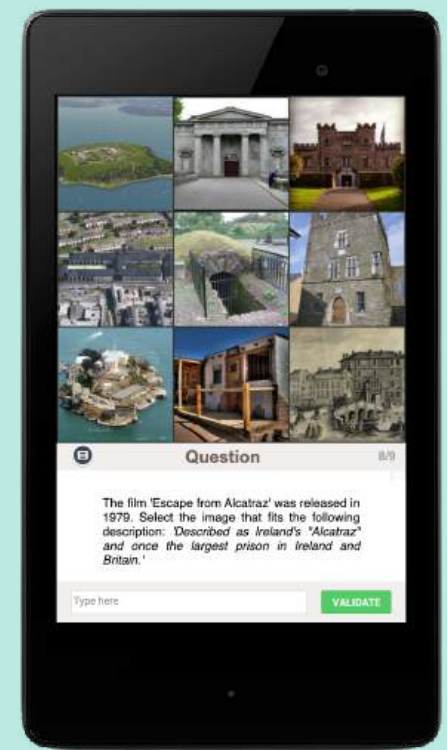 Question
8/9
The film 'Escape from Alcatraz' was released in
1979. Select the image that fits the following
description: 'Described as Ireland's "Alcatraz"
and once the largest prison in Ireland and
Britain.'
Type here
VALIDATE